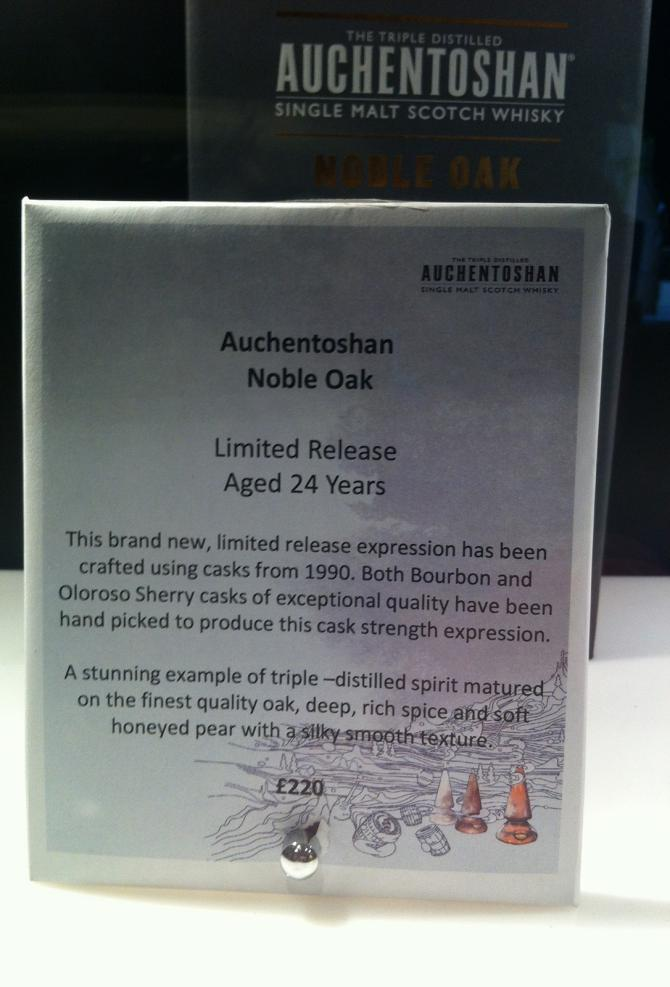 THE TRIPLE DISTILLED
AUCHENTOSHAN®
SINGLE MALT SCOTCH WHISKY
NOBLE OAK
THE TRIPLE DISTILLED
AUCHENTOSHAN
SINGLE MALT SCOTCH WHISKY
Auchentoshan
Noble Oak
Limited Release
Aged 24 Years
This brand new, limited release expression has been
crafted using casks from 1990. Both Bourbon and
Oloroso Sherry casks of exceptional quality have been
hand picked to produce this cask strength expression.
A stunning example of triple –distilled spirit matured
on the finest quality oak, deep, rich spice and soft
honeyed pear with a silky smooth texture.
£220